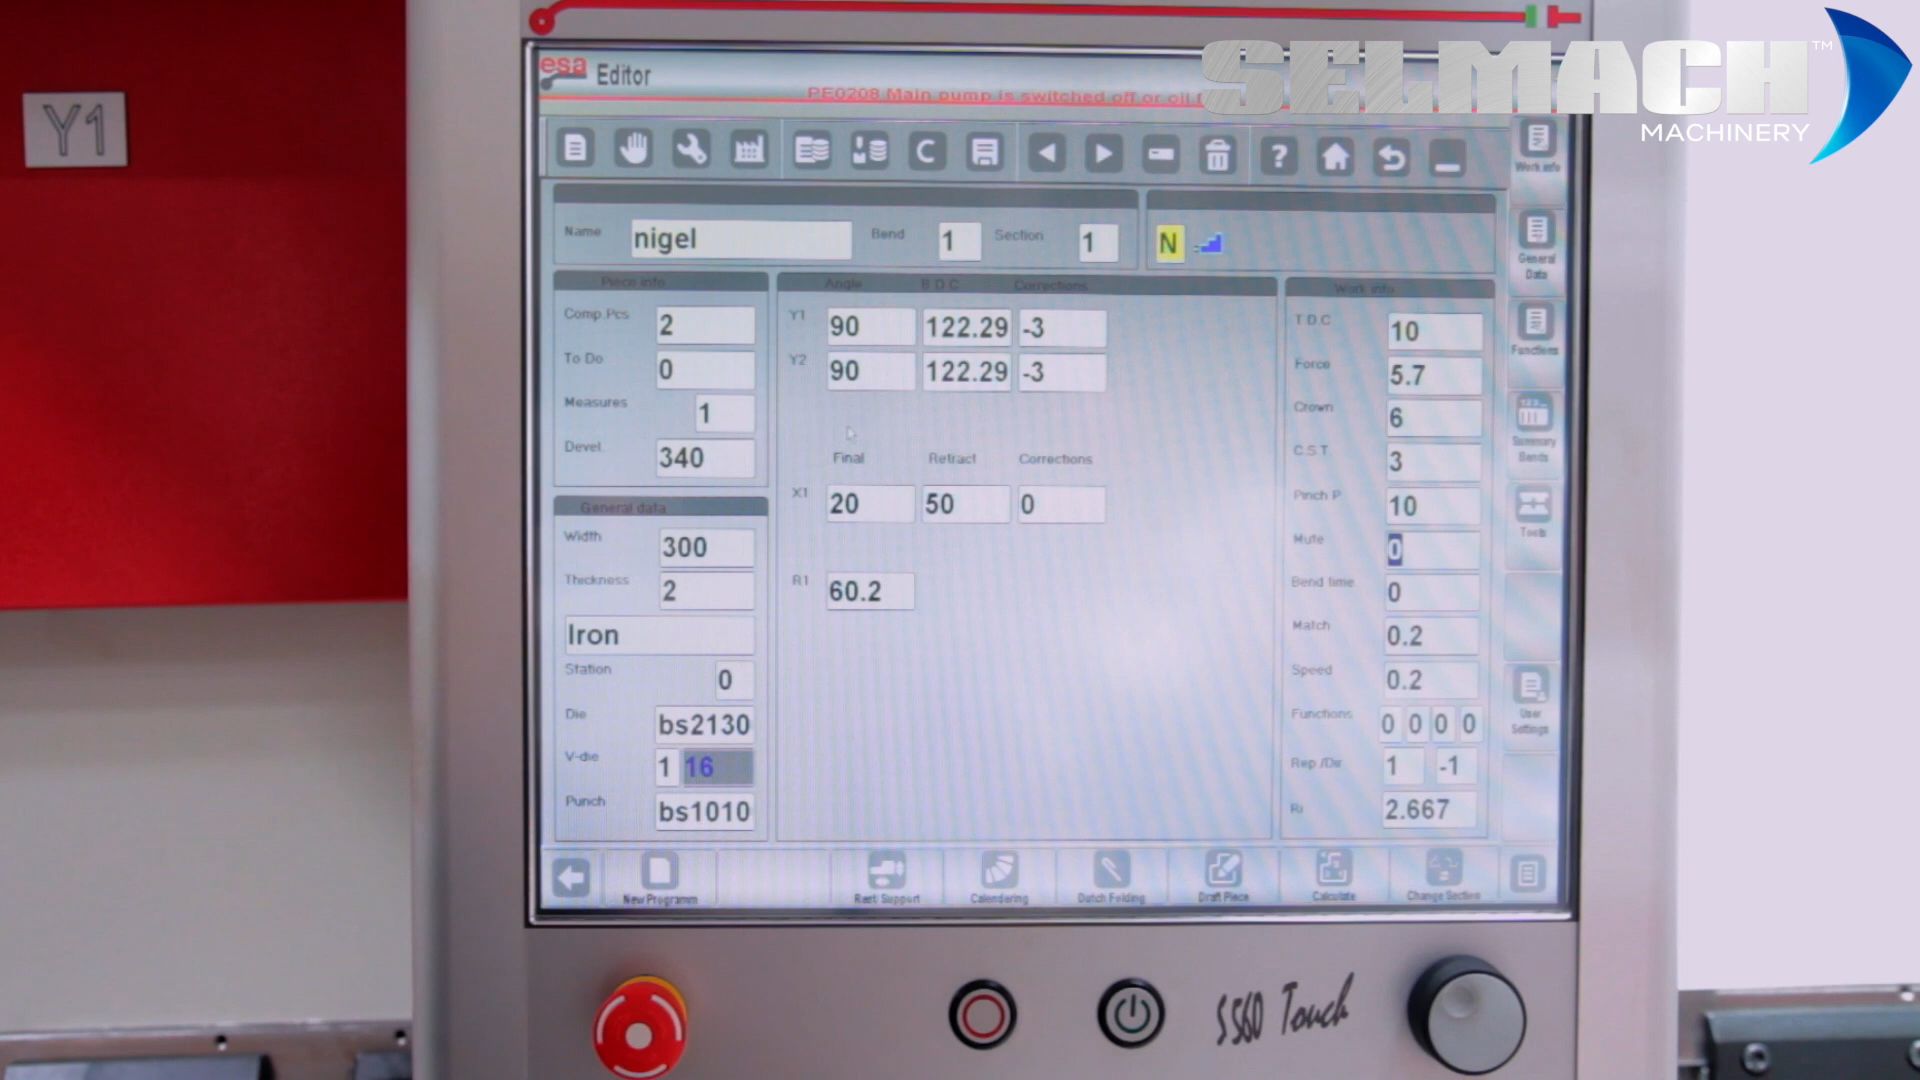 SELMACH™
MACHINERY
Y1
esa Editor
PE0208 Main pump is switched off or oil
C ?
Work info
Name nigel Bend 1 Section 1 N
General Data
Piece info Angle B.D.C Corrections Work info
Comp.Pcs 2 Y1 90 122.29 -3 T.D.C 10
Functions
To Do 0 Y2 90 122.29 -3 Force 5.7
Measures 1 Crown 6
Summary Bends
Devel. 340 Final Retract Corrections C.S.T 3
X1 20 50 0 Pinch P 10
Tools
General data
Width 300 Mute 0
Thickness 2 R1 60.2 Bend time 0
Iron Match 0.2
Station 0 Speed 0.2
User Settings
Die bs2130 Functions 0 0 0 0
V-die 1 16 Rep./Dir 1 -1
Punch bs1010 Ri 2.667
New Programm Rest Support Calendering Dutch Folding Draft Piece Calculate Change Section
S560 Touch